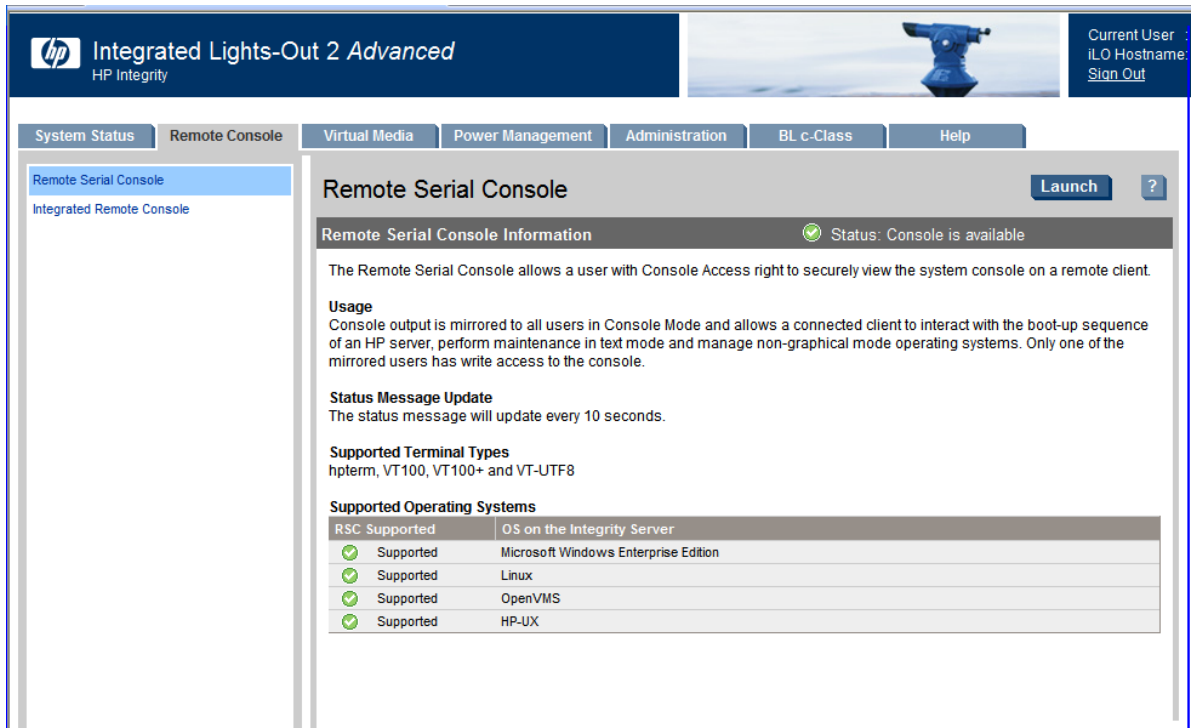 hp
Integrated Lights-Out 2 Advanced
HP Integrity
Current User :
iLO Hostname:
Sign Out
System Status
Remote Console
Virtual Media
Power Management
Administration
BL c-Class
Help
Remote Serial Console
Integrated Remote Console
Remote Serial Console
Launch
?
Remote Serial Console Information
Status: Console is available
The Remote Serial Console allows a user with Console Access right to securely view the system console on a remote client.
Usage
Console output is mirrored to all users in Console Mode and allows a connected client to interact with the boot-up sequence
of an HP server, perform maintenance in text mode and manage non-graphical mode operating systems. Only one of the
mirrored users has write access to the console.
Status Message Update
The status message will update every 10 seconds.
Supported Terminal Types
hpterm, VT100, VT100+ and VT-UTF8
Supported Operating Systems
RSC Supported OS on the Integrity Server
Supported Microsoft Windows Enterprise Edition
Supported Linux
Supported OpenVMS
Supported HP-UX